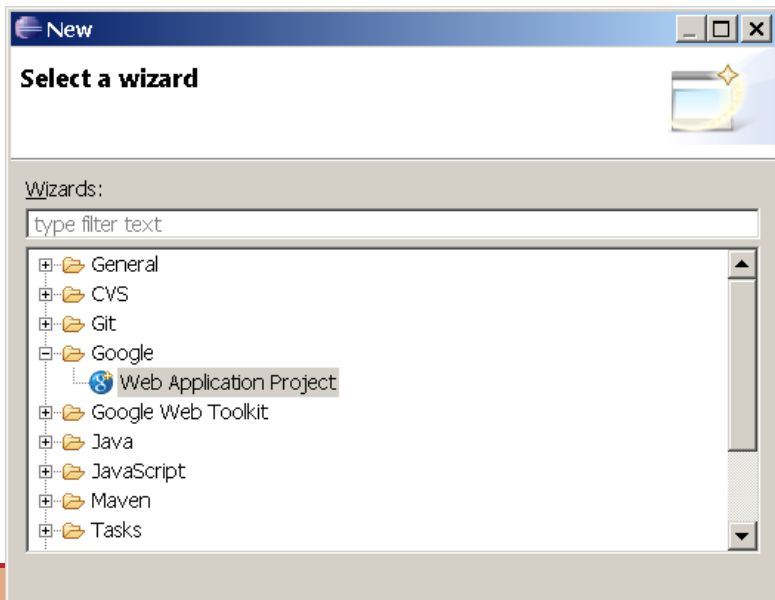 New
Select a wizard
Wizards:
type filter text
General
CVS
Git
Google
Web Application Project
Google Web Toolkit
Java
JavaScript
Maven
Tasks